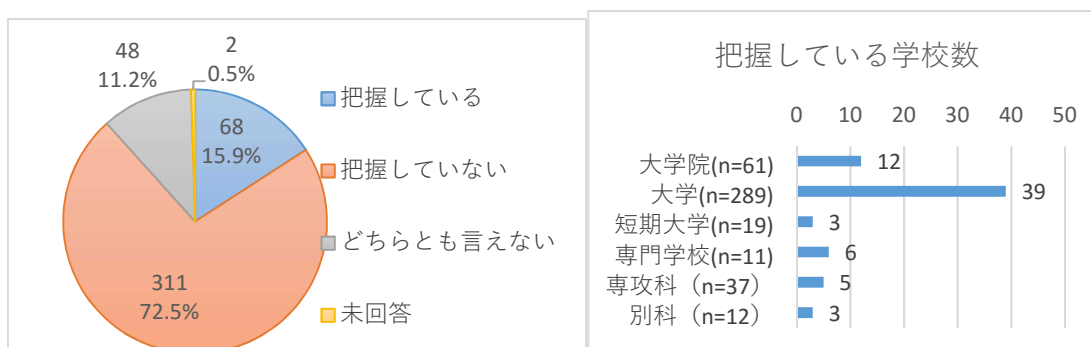 48
11.2%
2
0.5%
68
15.9%
311
72.5%
把握している
把握していない
どちらとも言えない
未回答
把握している学校数
0 10 20 30 40 50
大学院(n=61) 12
大学(n=289) 39
短期大学(n=19) 3
専門学校(n=11) 6
専攻科（n=37） 5
別科（n=12） 3